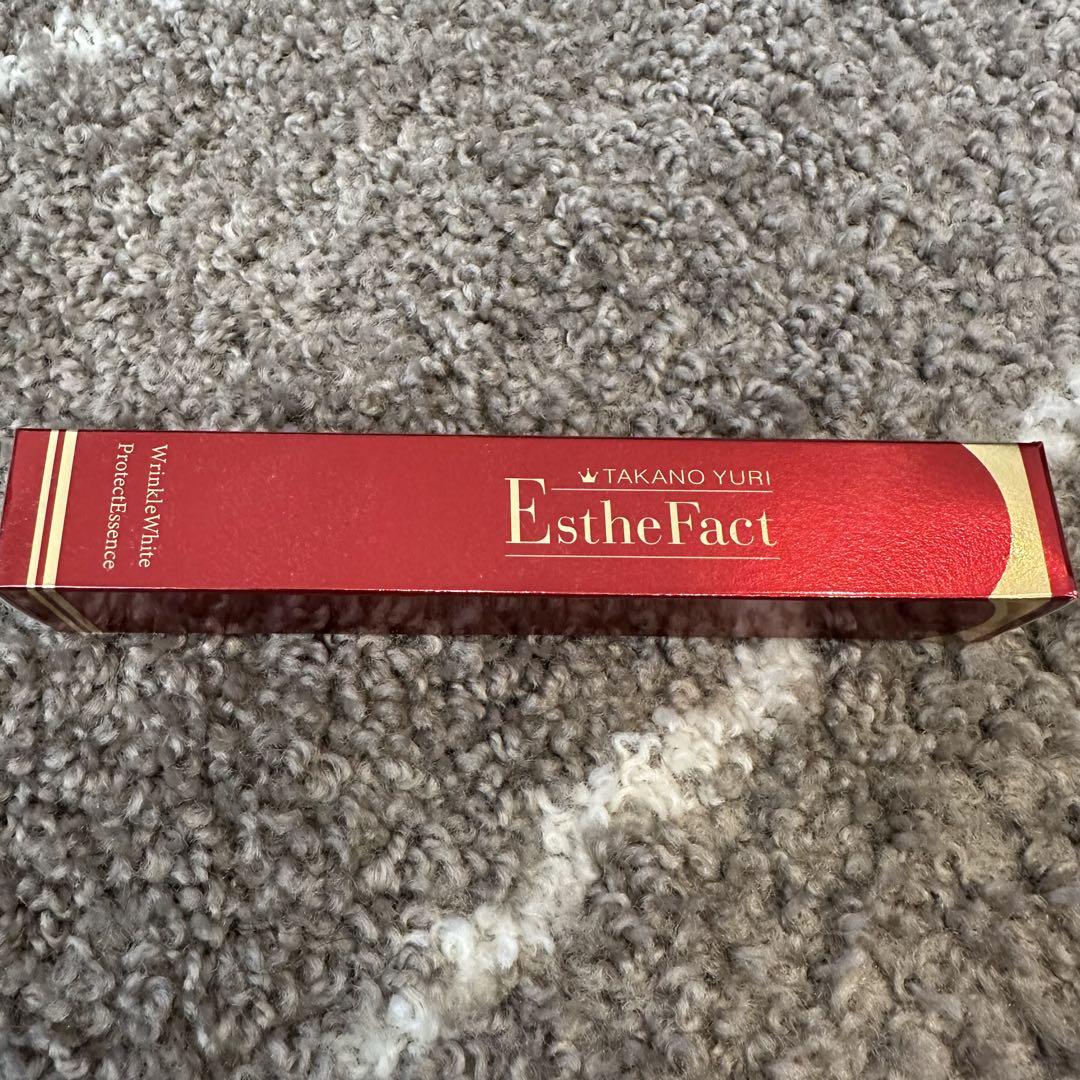 TAKANO YURI
EstheFact
WrinkleWhite
ProtectEssence